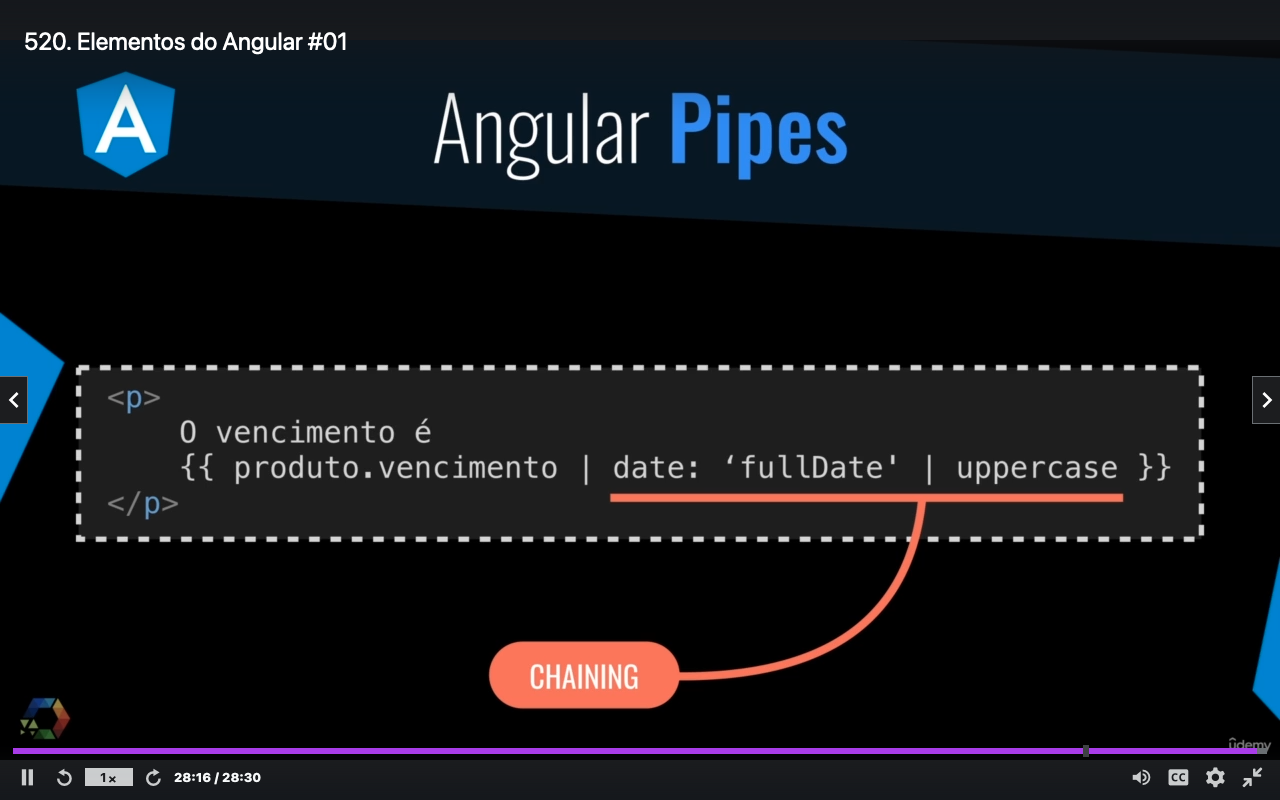 520. Elementos do Angular #01
A
Angular Pipes
<p>
O vencimento é
{{ produto.vencimento | date: ‘fullDate' | uppercase }}
</p>
CHAINING
ûdemy
1x
28:16 / 28:30
CC